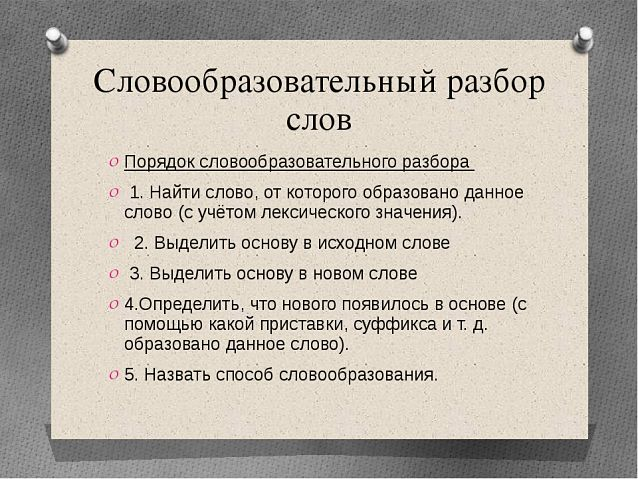 Словообразовательный разбор
слов
Порядок словообразовательного разбора
1. Найти слово, от которого образовано данное
слово (с учётом лексического значения).
2. Выделить основу в исходном слове
3. Выделить основу в новом слове
4.Определить, что нового появилось в основе (с
помощью какой приставки, суффикса и т. д.
образовано данное слово).
5. Назвать способ словообразования.